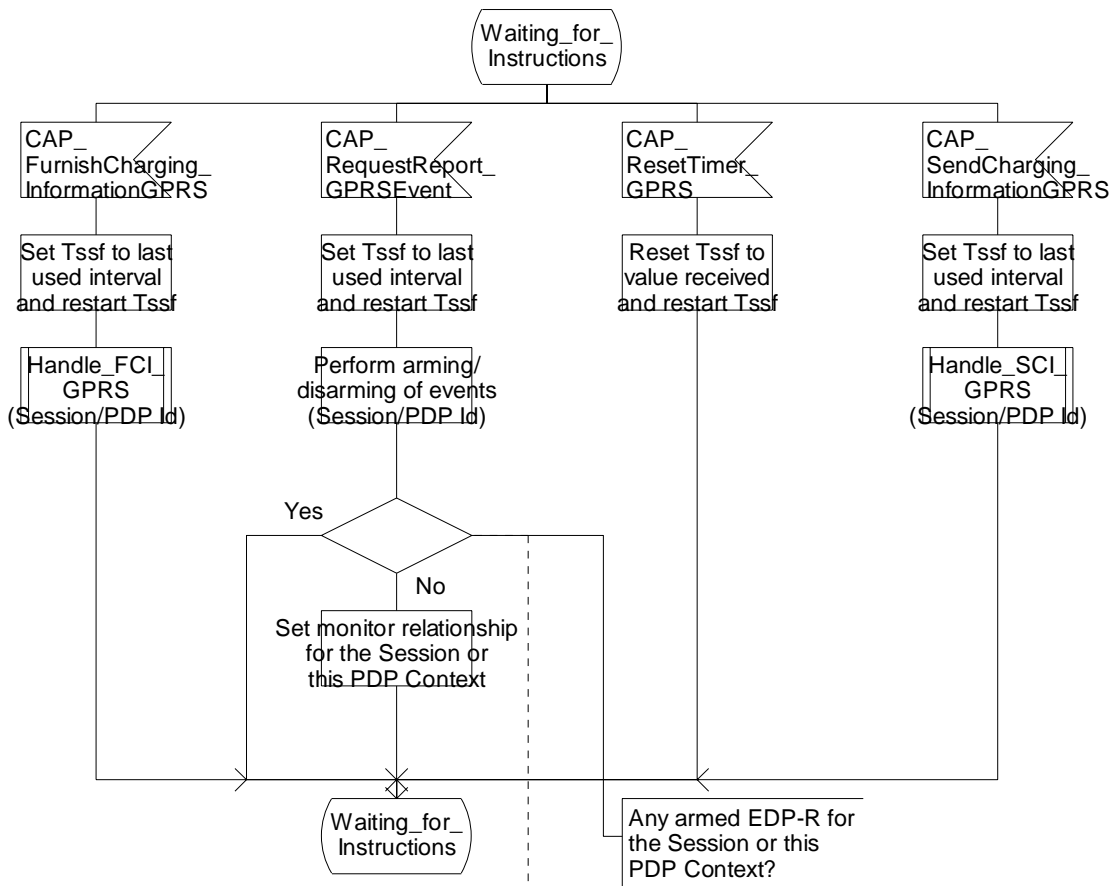 Waiting_for_
Instructions
CAP_
FurnishCharging_
InformationGPRS
CAP_
RequestReport_
GPRSEvent
CAP_
ResetTimer_
GPRS
CAP_
SendCharging_
InformationGPRS
Set Tssf to last
used interval
and restart Tssf
Set Tssf to last
used interval
and restart Tssf
Reset Tssf to
value received
and restart Tssf
Set Tssf to last
used interval
and restart Tssf
Handle_FCI_
GPRS
(Session/PDP Id)
Perform arming/
disarming of events
(Session/PDP Id)
Handle_SCI_
GPRS
(Session/PDP Id)
Yes
No
Set monitor relationship
for the Session or
this PDP Context
Waiting_for_
Instructions
Any armed EDP-R for
the Session or this
PDP Context?